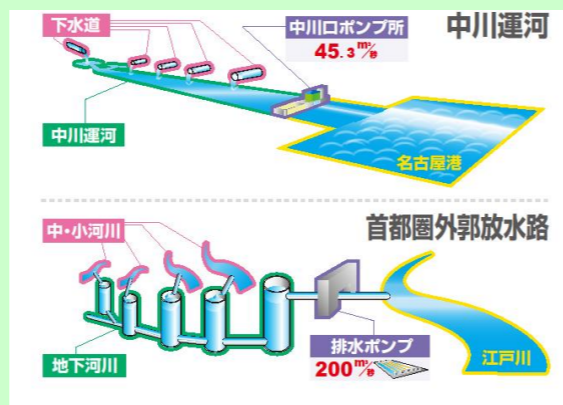 中川運河
下水道
中川口ポンプ所
45.3㎥/秒
中川運河
名古屋港
首都圏外郭放水路
中・小河川
地下河川
排水ポンプ
200㎥/秒
江戸川